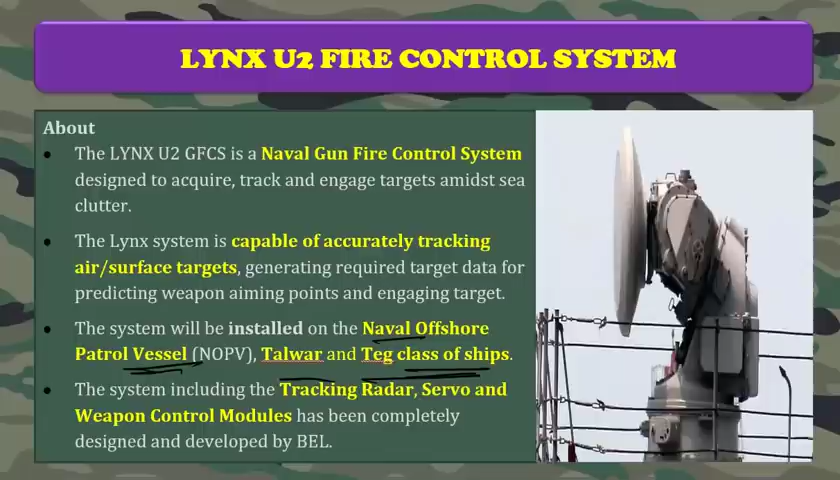 LYNX U2 FIRE CONTROL SYSTEM
About
The LYNX U2 GFCS is a Naval Gun Fire Control System
designed to acquire, track and engage targets amidst sea
clutter.
The Lynx system is capable of accurately tracking
air/surface targets, generating required target data for
predicting weapon aiming points and engaging target.
The system will be installed on the Naval Offshore
Patrol Vessel (NOPV), Talwar and Teg class of ships.
The system including the Tracking Radar, Servo and
Weapon Control Modules has been completely
designed and developed by BEL.